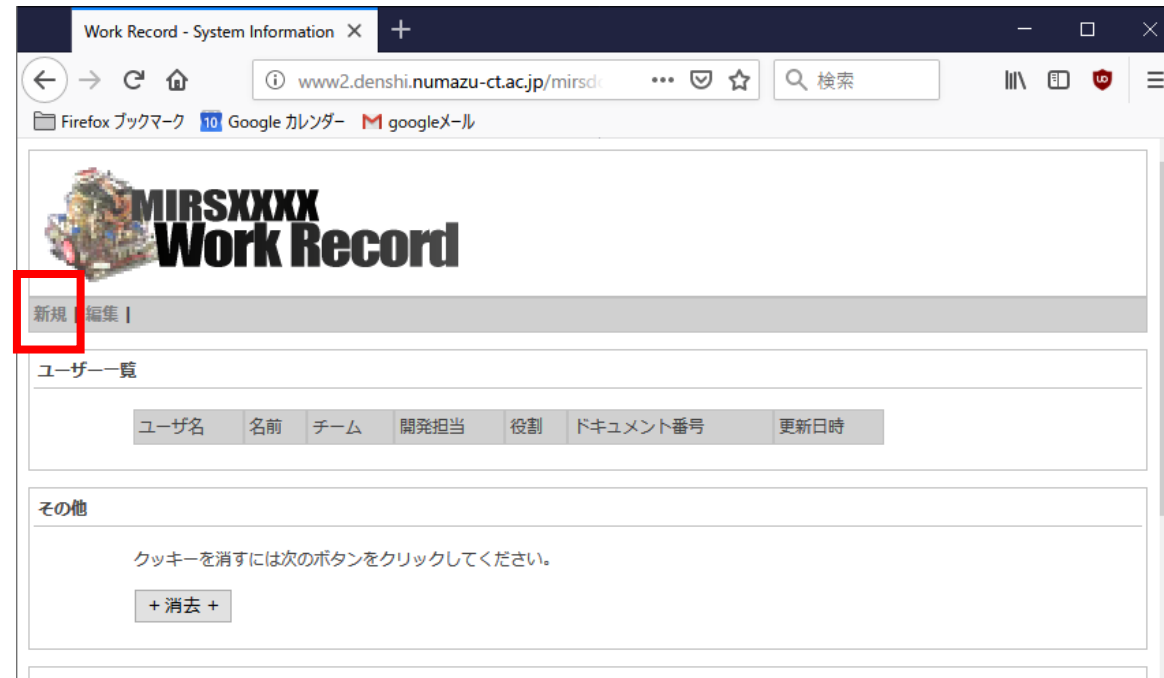 Work Record - System Information
www2.denshi.numazu-ct.ac.jp/mirsdc
検索
Firefox ブックマーク 10 Google カレンダー googleメール
MIRSXXXX
Work Record
新規 | 編集 |
ユーザー一覧
ユーザ名 名前 チーム 開発担当 役割 ドキュメント番号 更新日時
その他
クッキーを消すには次のボタンをクリックしてください。
+ 消去 +